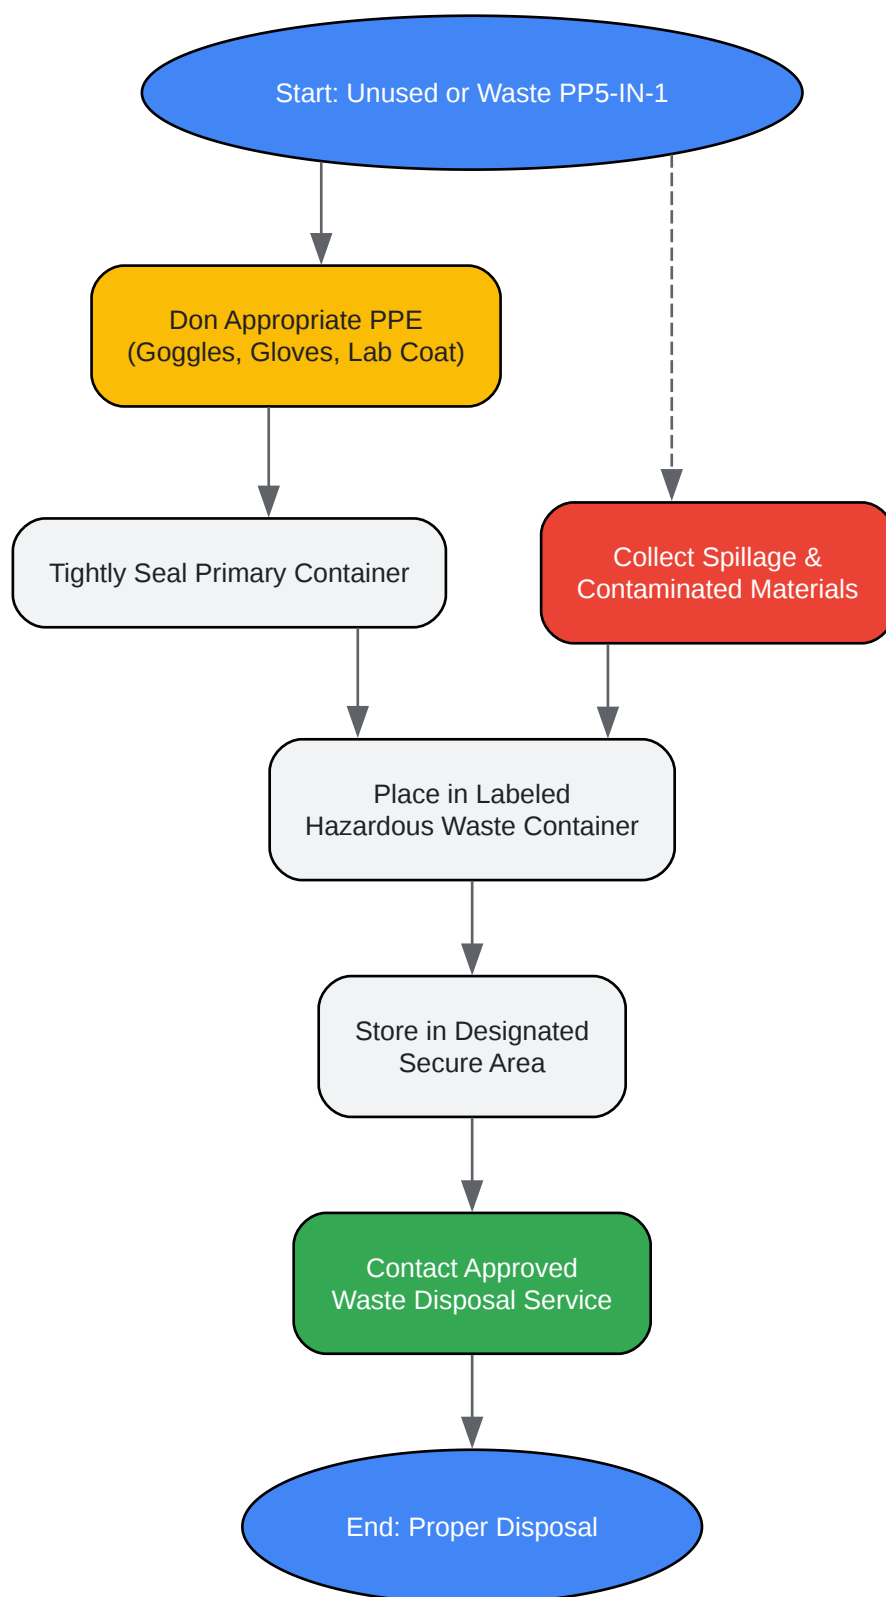 Start: Unused or Waste PP5-IN-1
Don Appropriate PPE
(Goggles, Gloves, Lab Coat)
Tightly Seal Primary Container
Collect Spillage &
Contaminated Materials
Place in Labeled
Hazardous Waste Container
Store in Designated
Secure Area
Contact Approved
Waste Disposal Service
End: Proper Disposal